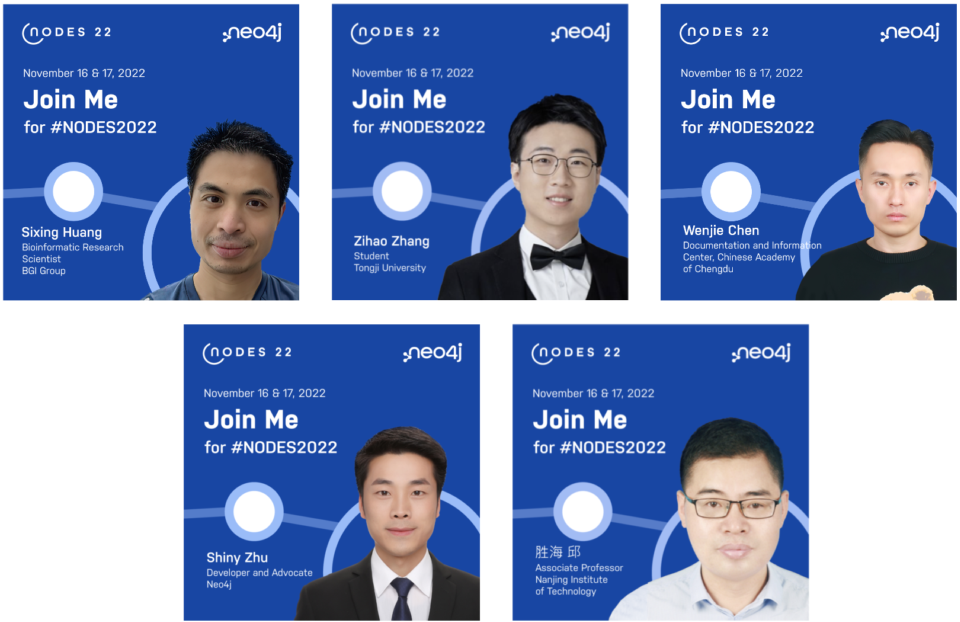 NODES 22
neo4j
November 16 & 17, 2022
Join Me
for #NODES2022
Sixing Huang
Bioinformatic Research
Scientist
BGI Group
NODES 22
neo4j
November 16 & 17, 2022
Join Me
for #NODES2022
Zihao Zhang
Student
Tongji University
NODES 22
neo4j
November 16 & 17, 2022
Join Me
for #NODES2022
Wenjie Chen
Documentation and Information
Center, Chinese Academy
of Chengdu
NODES 22
neo4j
November 16 & 17, 2022
Join Me
for #NODES2022
Shiny Zhu
Developer and Advocate
Neo4j
NODES 22
neo4j
November 16 & 17, 2022
Join Me
for #NODES2022
胜海 邱
Associate Professor
Nanjing Institute
of Technology